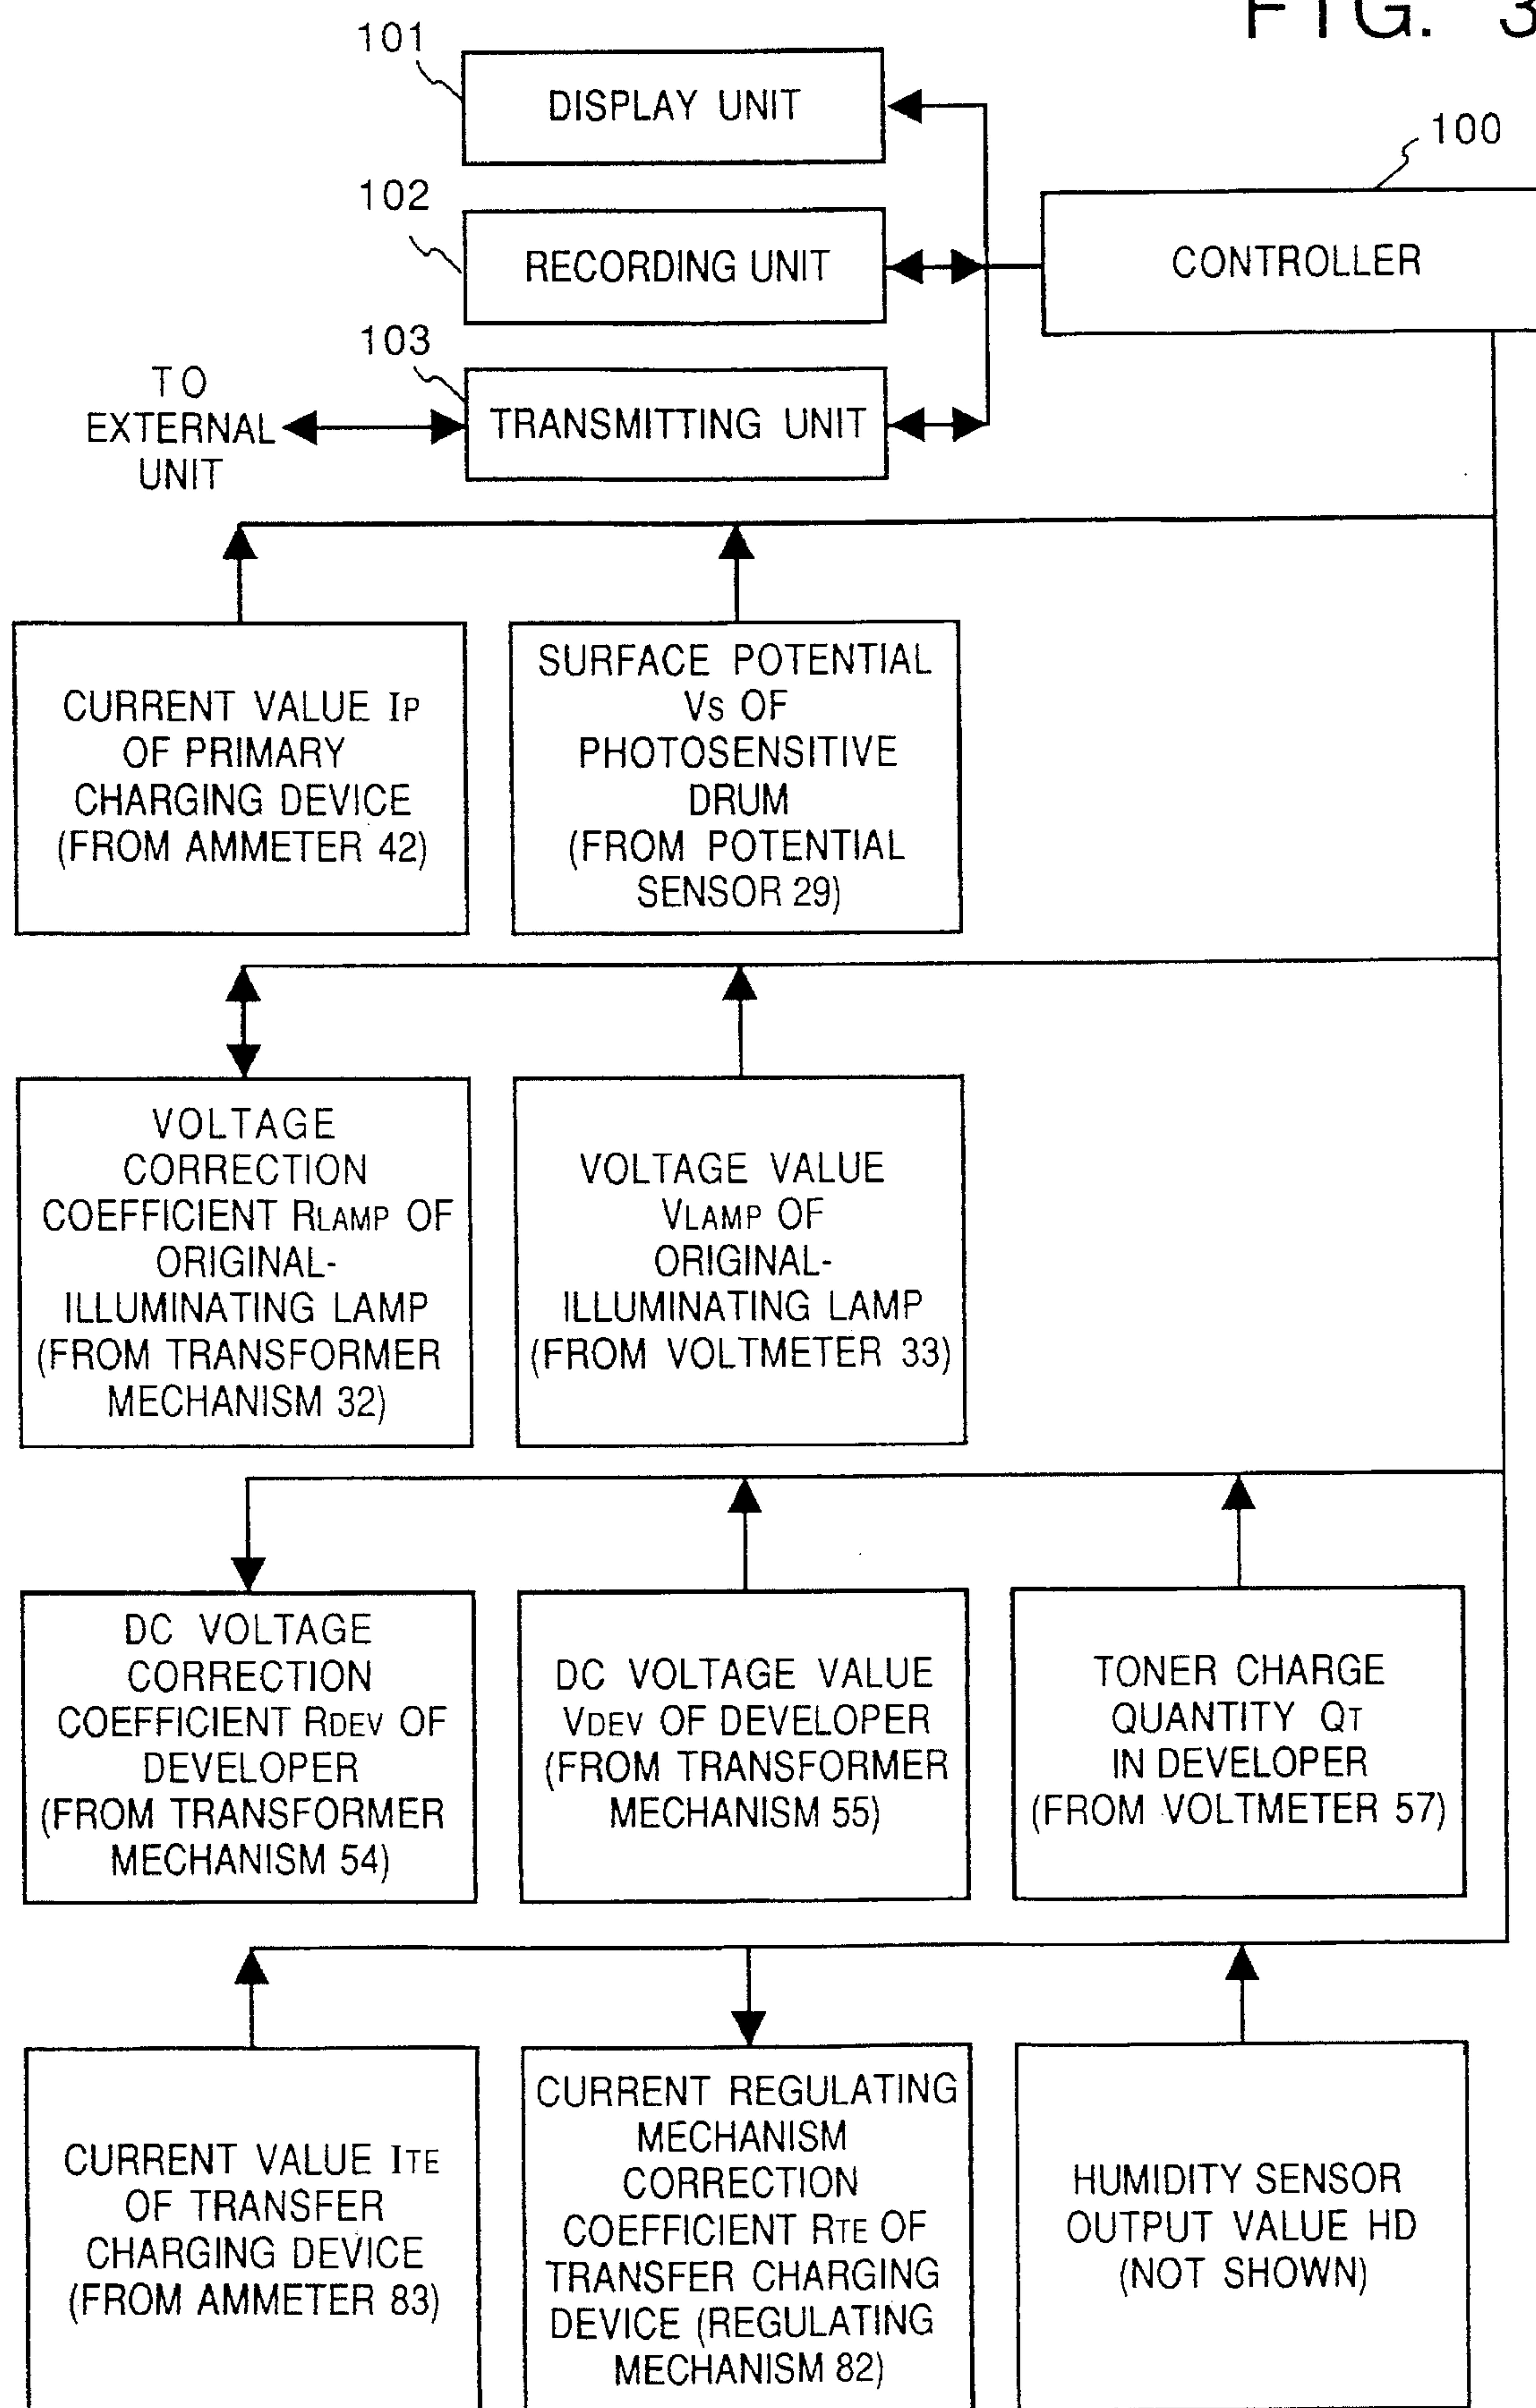 FIG. 3
101
DISPLAY UNIT
100
102
RECORDING UNIT
CONTROLLER
103
TO
EXTERNAL
UNIT
TRANSMITTING UNIT
CURRENT VALUE IP
OF PRIMARY
CHARGING DEVICE
(FROM AMMETER 42)
SURFACE POTENTIAL
VS OF
PHOTOSENSITIVE
DRUM
(FROM POTENTIAL
SENSOR 29)
VOLTAGE
CORRECTION
COEFFICIENT RLAMP OF
ORIGINAL-
ILLUMINATING LAMP
(FROM TRANSFORMER
MECHANISM 32)
VOLTAGE VALUE
VLAMP OF
ORIGINAL-
ILLUMINATING LAMP
(FROM VOLTMETER 33)
DC VOLTAGE
CORRECTION
COEFFICIENT RDEV OF
DEVELOPER
(FROM TRANSFORMER
MECHANISM 54)
DC VOLTAGE VALUE
VDEV OF DEVELOPER
(FROM TRANSFORMER
MECHANISM 55)
TONER CHARGE
QUANTITY QT
IN DEVELOPER
(FROM VOLTMETER 57)
CURRENT VALUE ITE
OF TRANSFER
CHARGING DEVICE
(FROM AMMETER 83)
CURRENT REGULATING
MECHANISM
CORRECTION
COEFFICIENT RTE OF
TRANSFER CHARGING
DEVICE (REGULATING
MECHANISM 82)
HUMIDITY SENSOR
OUTPUT VALUE HD
(NOT SHOWN)